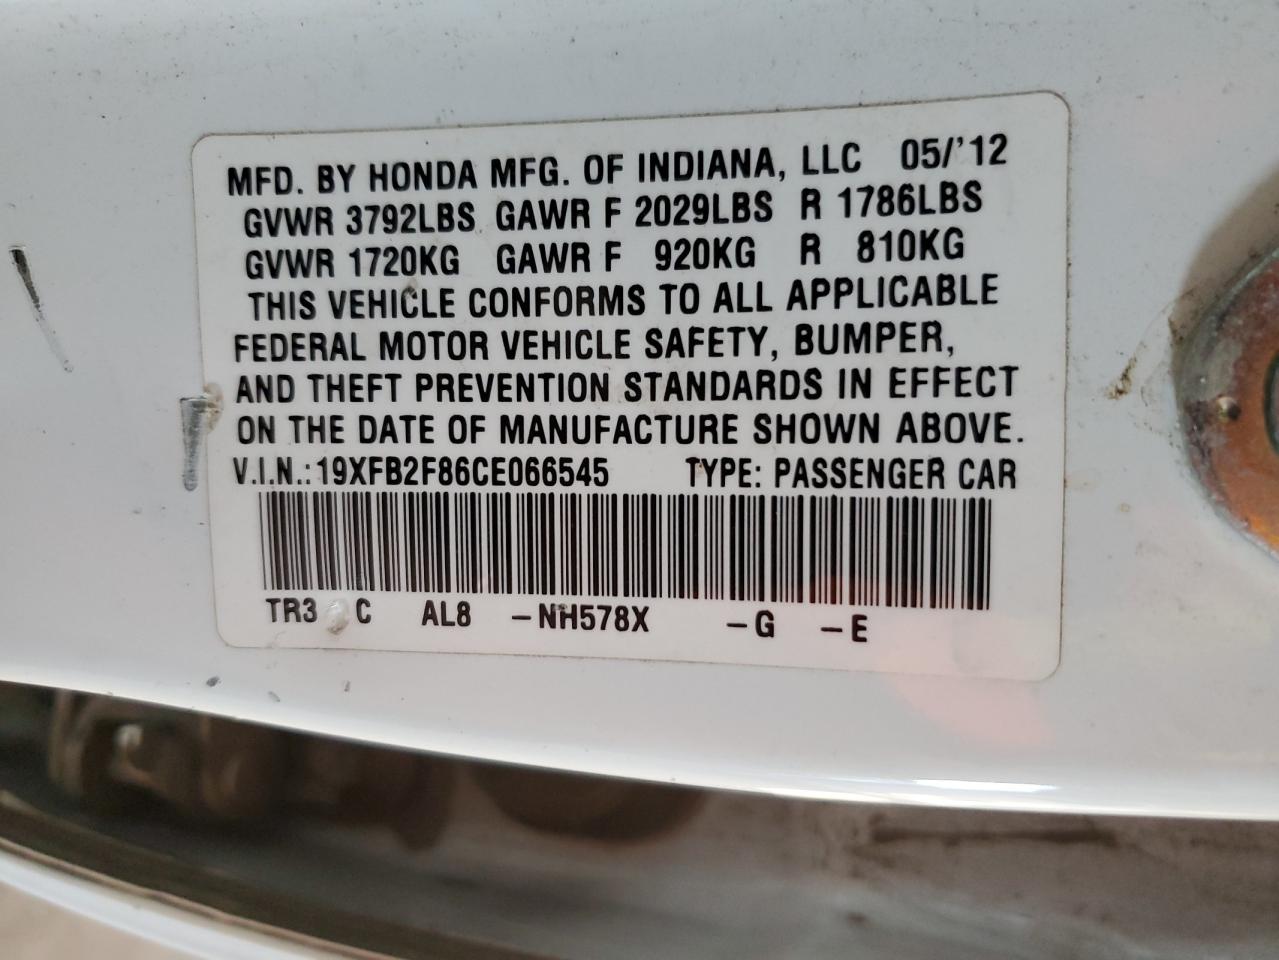 MFD. BY HONDA MFG. OF INDIANA, LLC 05/'12
GVWR 3792LBS GAWR F 2029LBS R 1786LBS
GVWR 1720KG GAWR F 920KG R 810KG
THIS VEHICLE CONFORMS TO ALL APPLICABLE
FEDERAL MOTOR VEHICLE SAFETY, BUMPER,
AND THEFT PREVENTION STANDARDS IN EFFECT
ON THE DATE OF MANUFACTURE SHOWN ABOVE.
V.I.N.: 19XFB2F86CE066545 TYPE: PASSENGER CAR
TR3 C AL8 -NH578X -G -E